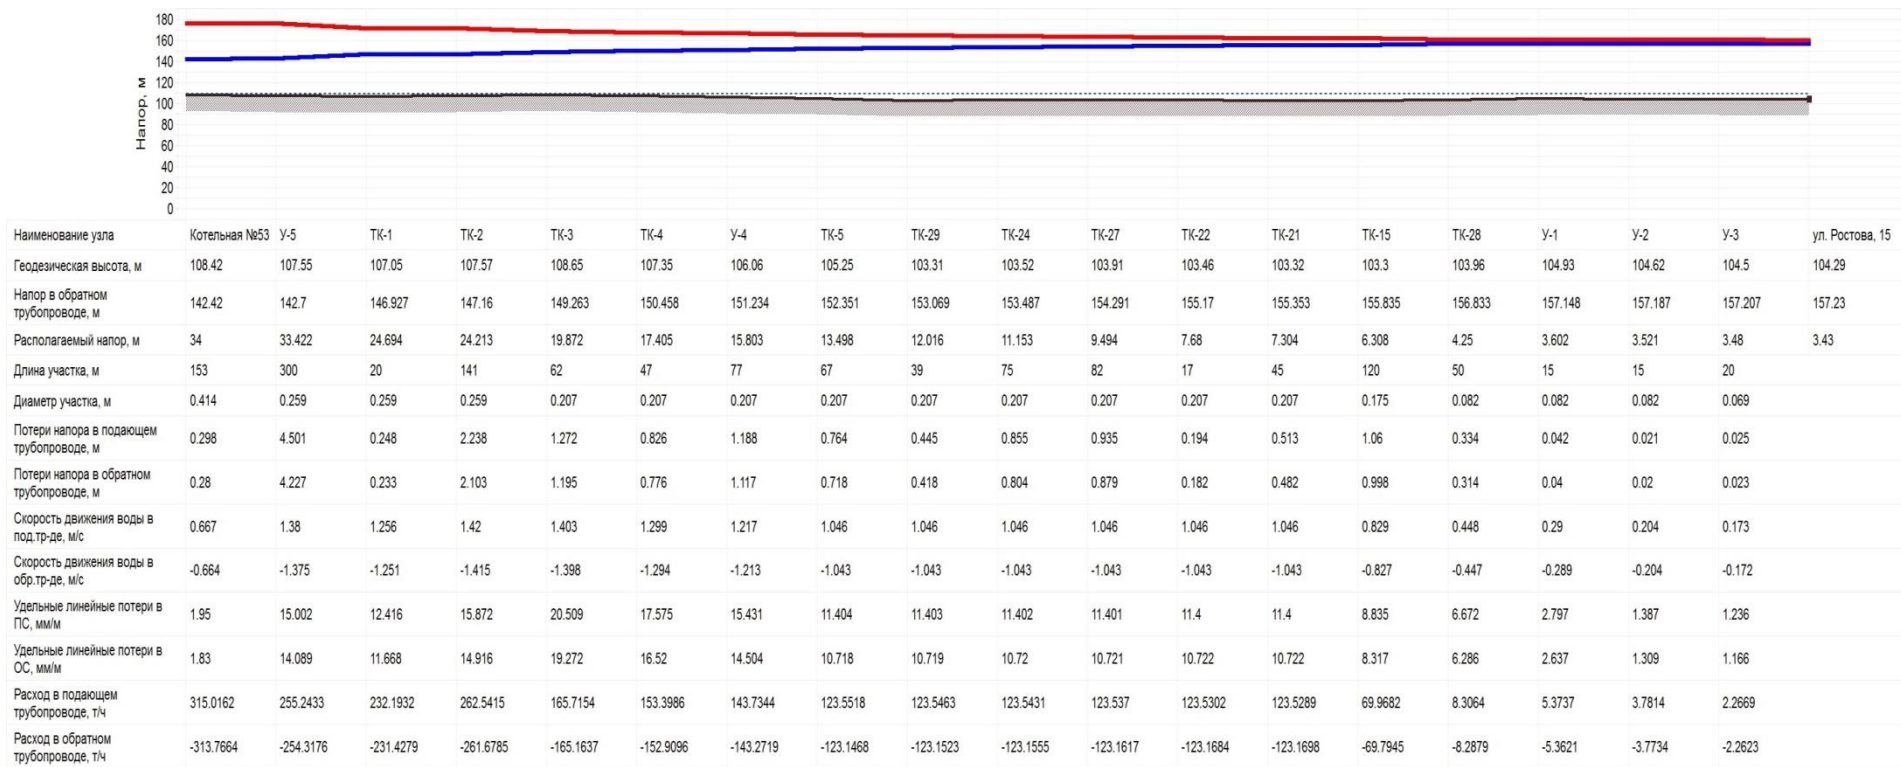 180
160
140
120
100
80
60
40
20
0
Напор, м
Наименование узла Котельная №53 У-5 ТК-1 ТК-2 ТК-3 ТК-4 У-4 ТК-5 ТК-29 ТК-24 ТК-27 ТК-22 ТК-21 ТК-15 ТК-28 У-1 У-2 У-3 ул. Ростова, 15
Геодезическая высота, м 108.42 107.55 107.05 107.57 108.65 107.35 106.06 105.25 103.31 103.52 103.91 103.46 103.32 103.3 103.96 104.93 104.62 104.5 104.29
Напор в обратном
трубопроводе, м 142.42 142.7 146.927 147.16 149.263 150.458 151.234 152.351 153.069 153.487 154.291 155.17 155.353 155.835 156.833 157.148 157.187 157.207 157.23
Располагаемый напор, м 34 33.422 24.694 24.213 19.872 17.405 15.803 13.498 12.016 11.153 9.494 7.68 7.304 6.308 4.25 3.602 3.521 3.48 3.43
Длина участка, м 153 300 20 141 62 47 77 67 39 75 82 17 45 120 50 15 15 20
Диаметр участка, м 0.414 0.259 0.259 0.259 0.207 0.207 0.207 0.207 0.207 0.207 0.207 0.207 0.207 0.175 0.082 0.082 0.082 0.069
Потери напора в подающем
трубопроводе, м 0.298 4.501 0.248 2.238 1.272 0.826 1.188 0.764 0.445 0.855 0.935 0.194 0.513 1.06 0.334 0.042 0.021 0.025
Потери напора в обратном
трубопроводе, м 0.28 4.227 0.233 2.103 1.195 0.776 1.117 0.718 0.418 0.804 0.879 0.182 0.482 0.998 0.314 0.04 0.02 0.023
Скорость движения воды в
под.тр-де, м/с 0.667 1.38 1.256 1.42 1.403 1.299 1.217 1.046 1.046 1.046 1.046 1.046 1.046 0.829 0.448 0.29 0.204 0.173
Скорость движения воды в
обр.тр-де, м/с -0.664 -1.375 -1.251 -1.415 -1.398 -1.294 -1.213 -1.043 -1.043 -1.043 -1.043 -1.043 -1.043 -0.827 -0.447 -0.289 -0.204 -0.172
Удельные линейные потери в
ПС, мм/м 1.95 15.002 12.416 15.872 20.509 17.575 15.431 11.404 11.403 11.402 11.401 11.4 11.4 8.835 6.672 2.797 1.387 1.236
Удельные линейные потери в
ОС, мм/м 1.83 14.089 11.668 14.916 19.272 16.52 14.504 10.718 10.719 10.72 10.721 10.722 10.722 8.317 6.286 2.637 1.309 1.166
Расход в подающем
трубопроводе, т/ч 315.0162 255.2433 232.1932 262.5415 165.7154 153.3986 143.7344 123.5518 123.5463 123.5431 123.537 123.5302 123.5289 69.9682 8.3064 5.3737 3.7814 2.2669
Расход в обратном
трубопроводе, т/ч -313.7664 -254.3176 -231.4279 -261.6785 -165.1637 -152.9096 -143.2719 -123.1468 -123.1523 -123.1555 -123.1617 -123.1684 -123.1698 -69.7945 -8.2879 -5.3621 -3.7734 -2.2623